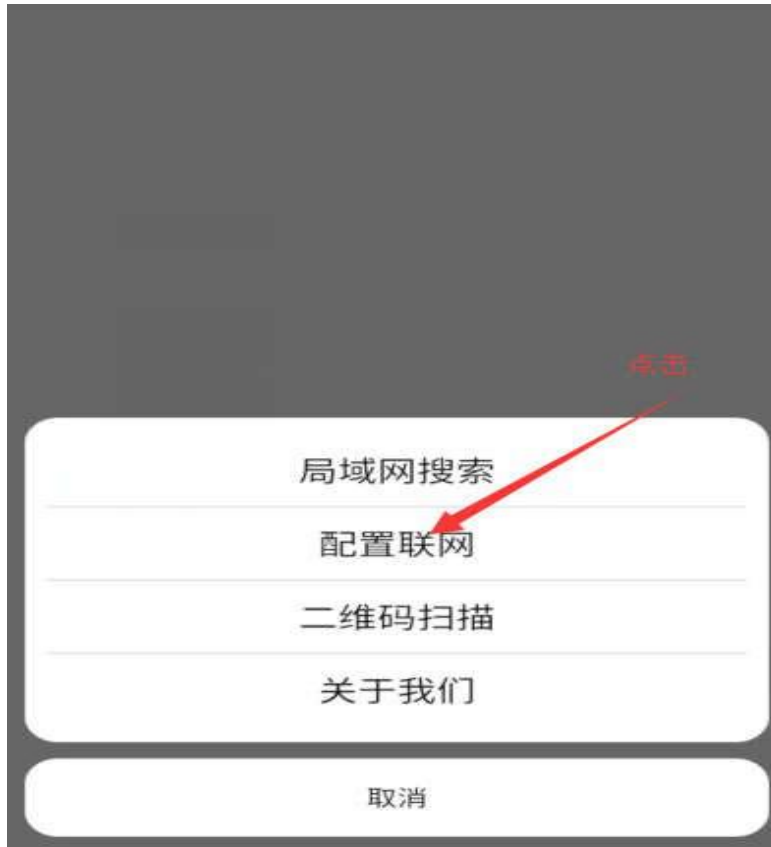 点击
局域网搜索
配置联网
二维码扫描
关于我们
取消